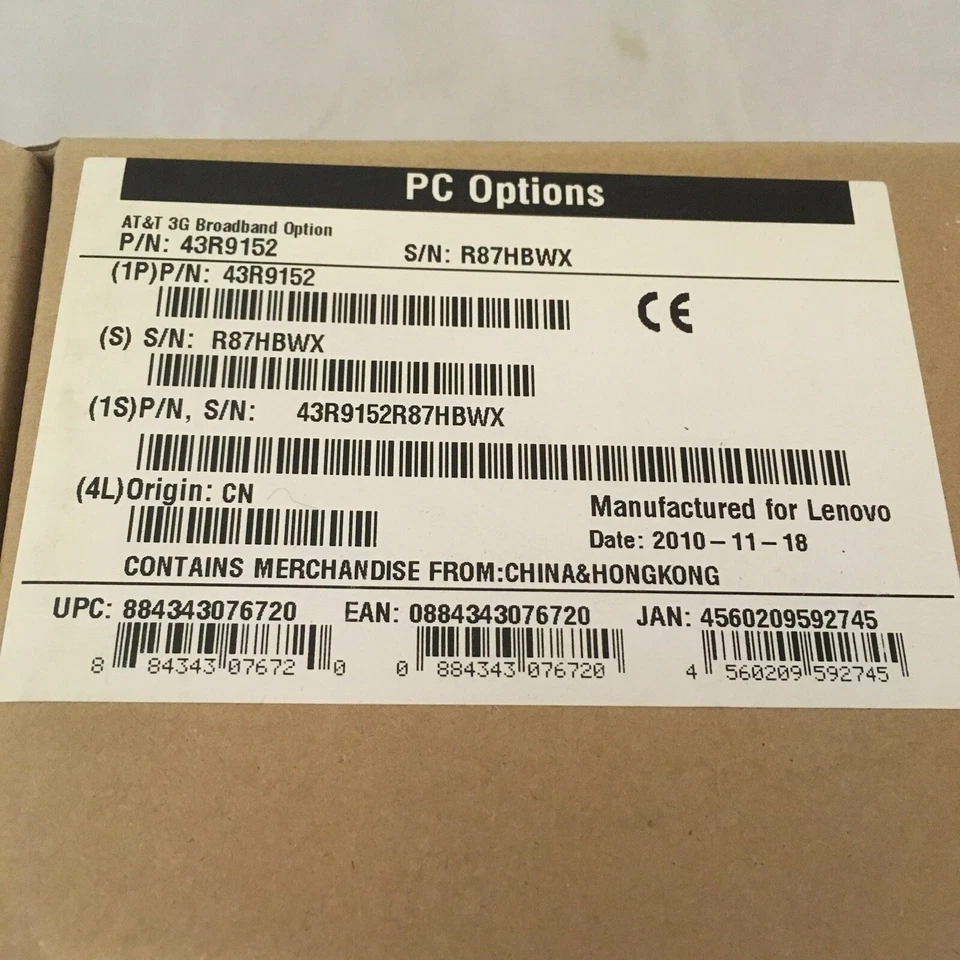 PC Options
AT&T 3G Broadband Option
P/N: 43R9152 S/N: R87HBWX
(1P)P/N: 43R9152
CE
(S) S/N: R87HBWX
(1S)P/N, S/N: 43R9152R87HBWX
(4L)Origin: CN
Manufactured for Lenovo
Date: 2010-11-18
CONTAINS MERCHANDISE FROM:CHINA&HONGKONG
UPC: 884343076720 EAN: 0884343076720 JAN: 4560209592745
8 84343 07672 0 0 884343 076720 4 560209 592745